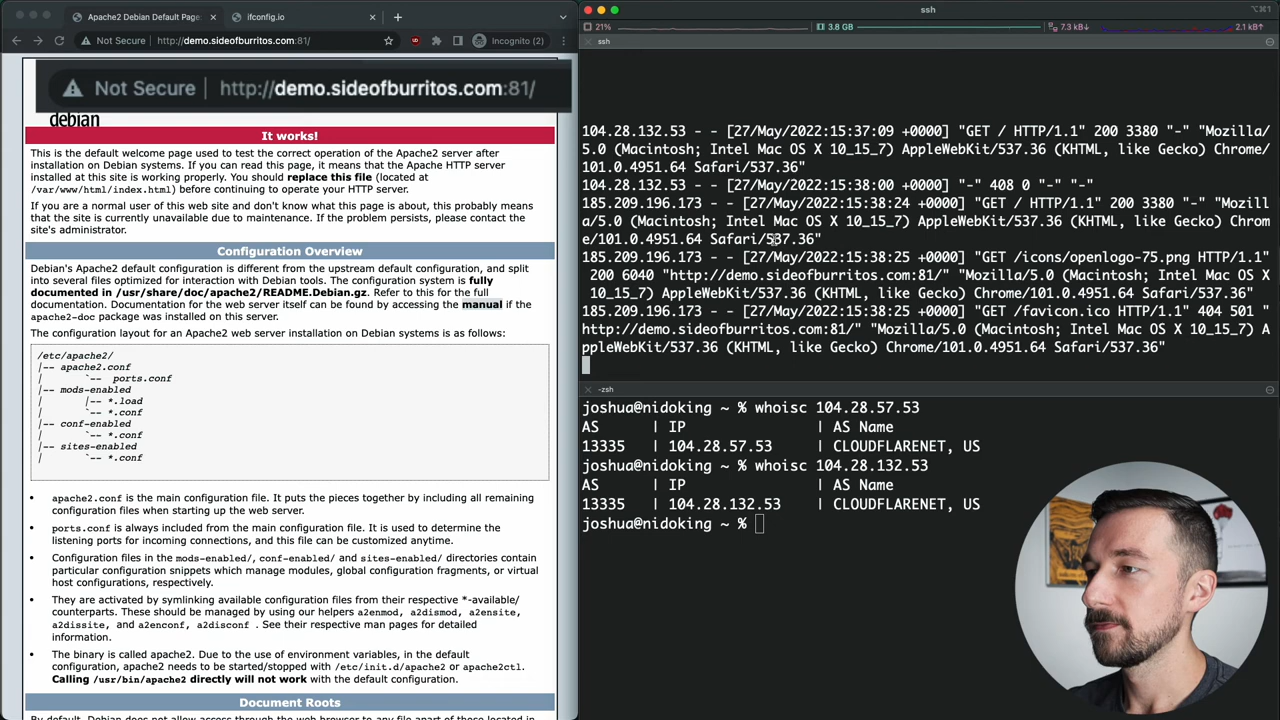 Apache2 Debian Default Page:
ifconfig.io
Not Secure | http://demo.sideofburritos.com:81/
Incognito (2)
Not Secure | http://demo.sideofburritos.com:81/
debian
It works!
This is the default welcome page used to test the correct operation of the Apache2 server after
installation on Debian systems. If you can read this page, it means that the Apache HTTP server
installed at this site is working properly. You should replace this file (located at
/var/www/html/index.html) before continuing to operate your HTTP server.
If you are a normal user of this web site and don't know what this page is about, this probably means
that the site is currently unavailable due to maintenance. If the problem persists, please contact the
site's administrator.
Configuration Overview
Debian's Apache2 default configuration is different from the upstream default configuration, and split
into several files optimized for interaction with Debian tools. The configuration system is fully
documented in /usr/share/doc/apache2/README.Debian.gz. Refer to this for the full
documentation. Documentation for the web server itself can be found by accessing the manual if the
apache2-doc package was installed on this server.
The configuration layout for an Apache2 web server installation on Debian systems is as follows:
/etc/apache2/
|-- apache2.conf
|       `--  ports.conf
|-- mods-enabled
|       |-- *.load
|       `-- *.conf
|-- conf-enabled
|       `-- *.conf
|-- sites-enabled
|       `-- *.conf
• apache2.conf is the main configuration file. It puts the pieces together by including all remaining
configuration files when starting up the web server.
• ports.conf is always included from the main configuration file. It is used to determine the
listening ports for incoming connections, and this file can be customized anytime.
• Configuration files in the mods-enabled/, conf-enabled/ and sites-enabled/ directories contain
particular configuration snippets which manage modules, global configuration fragments, or virtual
host configurations, respectively.
• They are activated by symlinking available configuration files from their respective *-available/
counterparts. These should be managed by using our helpers a2enmod, a2dismod, a2ensite,
a2dissite, and a2enconf, a2disconf . See their respective man pages for detailed
information.
• The binary is called apache2. Due to the use of environment variables, in the default
configuration, apache2 needs to be started/stopped with /etc/init.d/apache2 or apache2ctl.
Calling /usr/bin/apache2 directly will not work with the default configuration.
Document Roots
By default, Debian does not allow access through the web browser to any file apart of those located in
ssh
⌥⌘1
21%
3.8 GB
7.3 kB↓
2.1 kB↑
ssh
104.28.132.53 - - [27/May/2022:15:37:09 +0000] "GET / HTTP/1.1" 200 3380 "-" "Mozilla/
5.0 (Macintosh; Intel Mac OS X 10_15_7) AppleWebKit/537.36 (KHTML, like Gecko) Chrome/
101.0.4951.64 Safari/537.36"
104.28.132.53 - - [27/May/2022:15:38:00 +0000] "-" 408 0 "-" "-"
185.209.196.173 - - [27/May/2022:15:38:24 +0000] "GET / HTTP/1.1" 200 3380 "-" "Mozill
a/5.0 (Macintosh; Intel Mac OS X 10_15_7) AppleWebKit/537.36 (KHTML, like Gecko) Chrom
e/101.0.4951.64 Safari/537.36"
185.209.196.173 - - [27/May/2022:15:38:25 +0000] "GET /icons/openlogo-75.png HTTP/1.1"
200 6040 "http://demo.sideofburritos.com:81/" "Mozilla/5.0 (Macintosh; Intel Mac OS X
10_15_7) AppleWebKit/537.36 (KHTML, like Gecko) Chrome/101.0.4951.64 Safari/537.36"
185.209.196.173 - - [27/May/2022:15:38:25 +0000] "GET /favicon.ico HTTP/1.1" 404 501 "
http://demo.sideofburritos.com:81/" "Mozilla/5.0 (Macintosh; Intel Mac OS X 10_15_7) A
ppleWebKit/537.36 (KHTML, like Gecko) Chrome/101.0.4951.64 Safari/537.36"
-zsh
joshua@nidoking ~ % whoisc 104.28.57.53
AS      | IP               | AS Name
13335   | 104.28.57.53     | CLOUDFLARENET, US
joshua@nidoking ~ % whoisc 104.28.132.53
AS      | IP               | AS Name
13335   | 104.28.132.53    | CLOUDFLARENET, US
joshua@nidoking ~ %